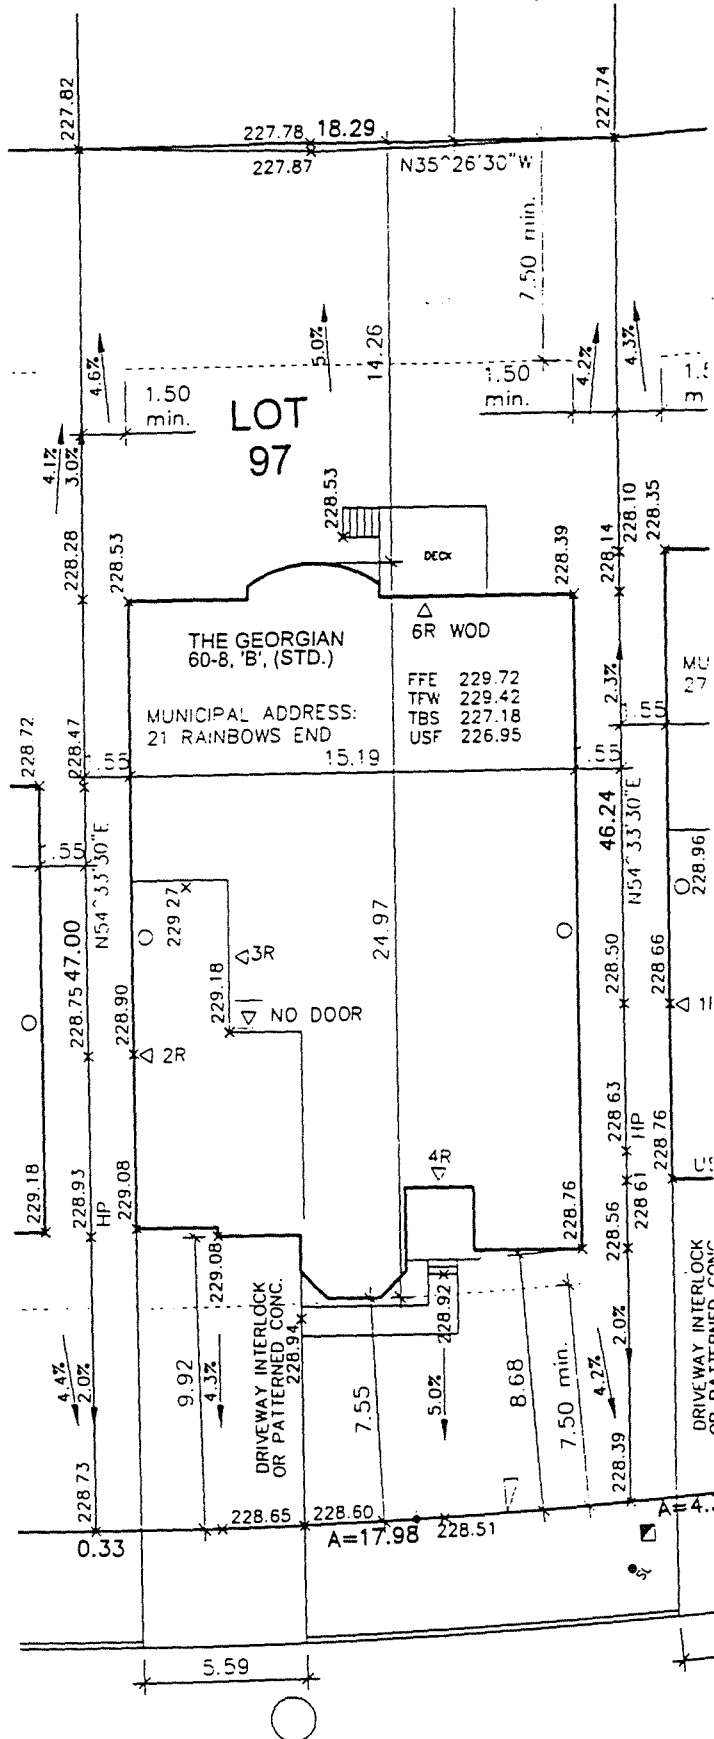 227.82
227.74
227.78 18.29
227.87
N35°26'30"W
7.50 min.
14.26
5.0%
4.6%
4.2%
4.3%
1.50
min.
1.50
min.
LOT
97
4.1%
3.0%
228.53
228.28
228.53
228.39
228.14
228.10
228.35
DECK
6R WOD
THE GEORGIAN
60-8, 'B', (STD.)
FFE 229.72
TFW 229.42
TBS 227.18
USF 226.95
MUNICIPAL ADDRESS:
21 RAINBOWS END
MU
27
2.3%
228.72
228.47
15.19
.55
46.24
N54°33'30"E
228.96
47.00
N54°33'30"E
229.27
24.97
3R
229.18
NO DOOR
228.50
228.66
228.75
228.90
2R
228.63
HP
228.76
4R
229.18
228.93
HP
229.08
229.08
228.76
228.56
228.61
228.94
228.92
DRIVEWAY INTERLOCK
OR PATTERNED CONC.
DRIVEWAY INTERLOCK
OR PATTERNED CONC.
4.4%
2.0%
9.92
4.3%
7.55
5.0%
8.68
7.50 min.
4.2%
2.0%
228.73
228.39
228.65
228.60
228.51
0.33
A=17.98
A=4.
SL
5.59